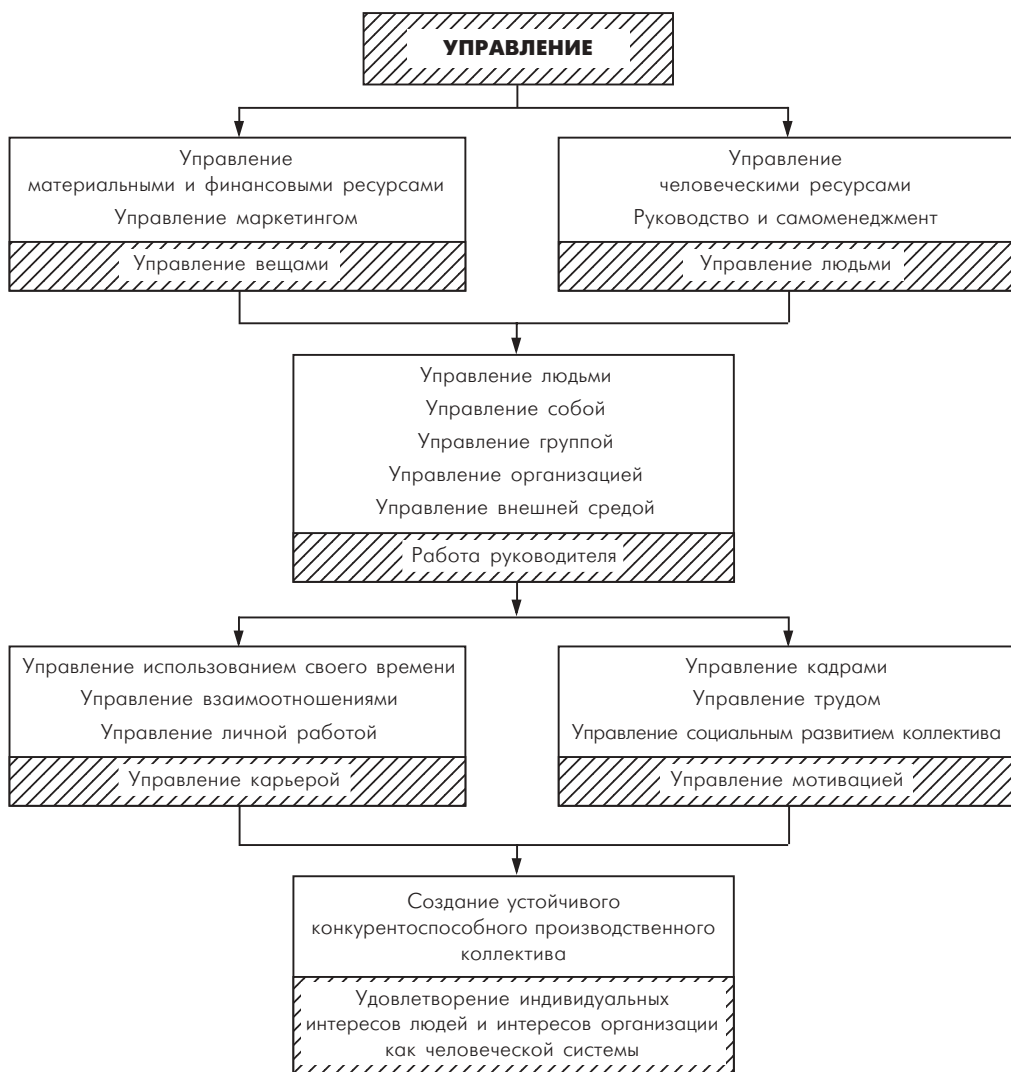 УПРАВЛЕНИЕ
Управление
материальными и финансовыми ресурсами
Управление маркетингом
Управление вещами
Управление
человеческими ресурсами
Руководство и самоменеджмент
Управление людьми
Управление людьми
Управление собой
Управление группой
Управление организацией
Управление внешней средой
Работа руководителя
Управление использованием своего времени
Управление взаимоотношениями
Управление личной работой
Управление карьерой
Управление кадрами
Управление трудом
Управление социальным развитием коллектива
Управление мотивацией
Создание устойчивого
конкурентоспособного производственного
коллектива
Удовлетворение индивидуальных
интересов людей и интересов организации
как человеческой системы